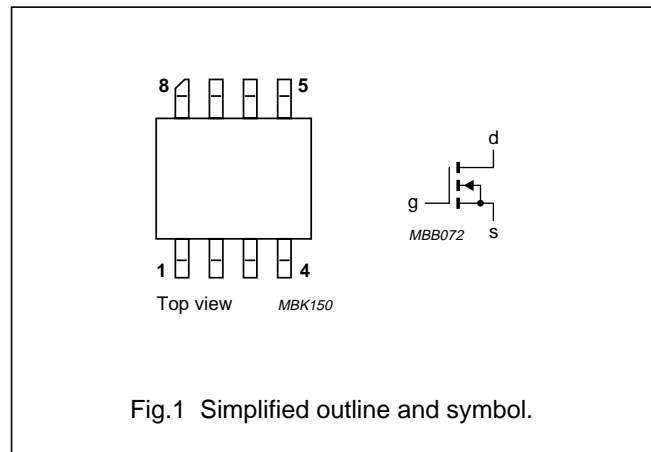 8 5
d
g
MBB072 s
1 4
Top view MBK150
Fig.1 Simplified outline and symbol.